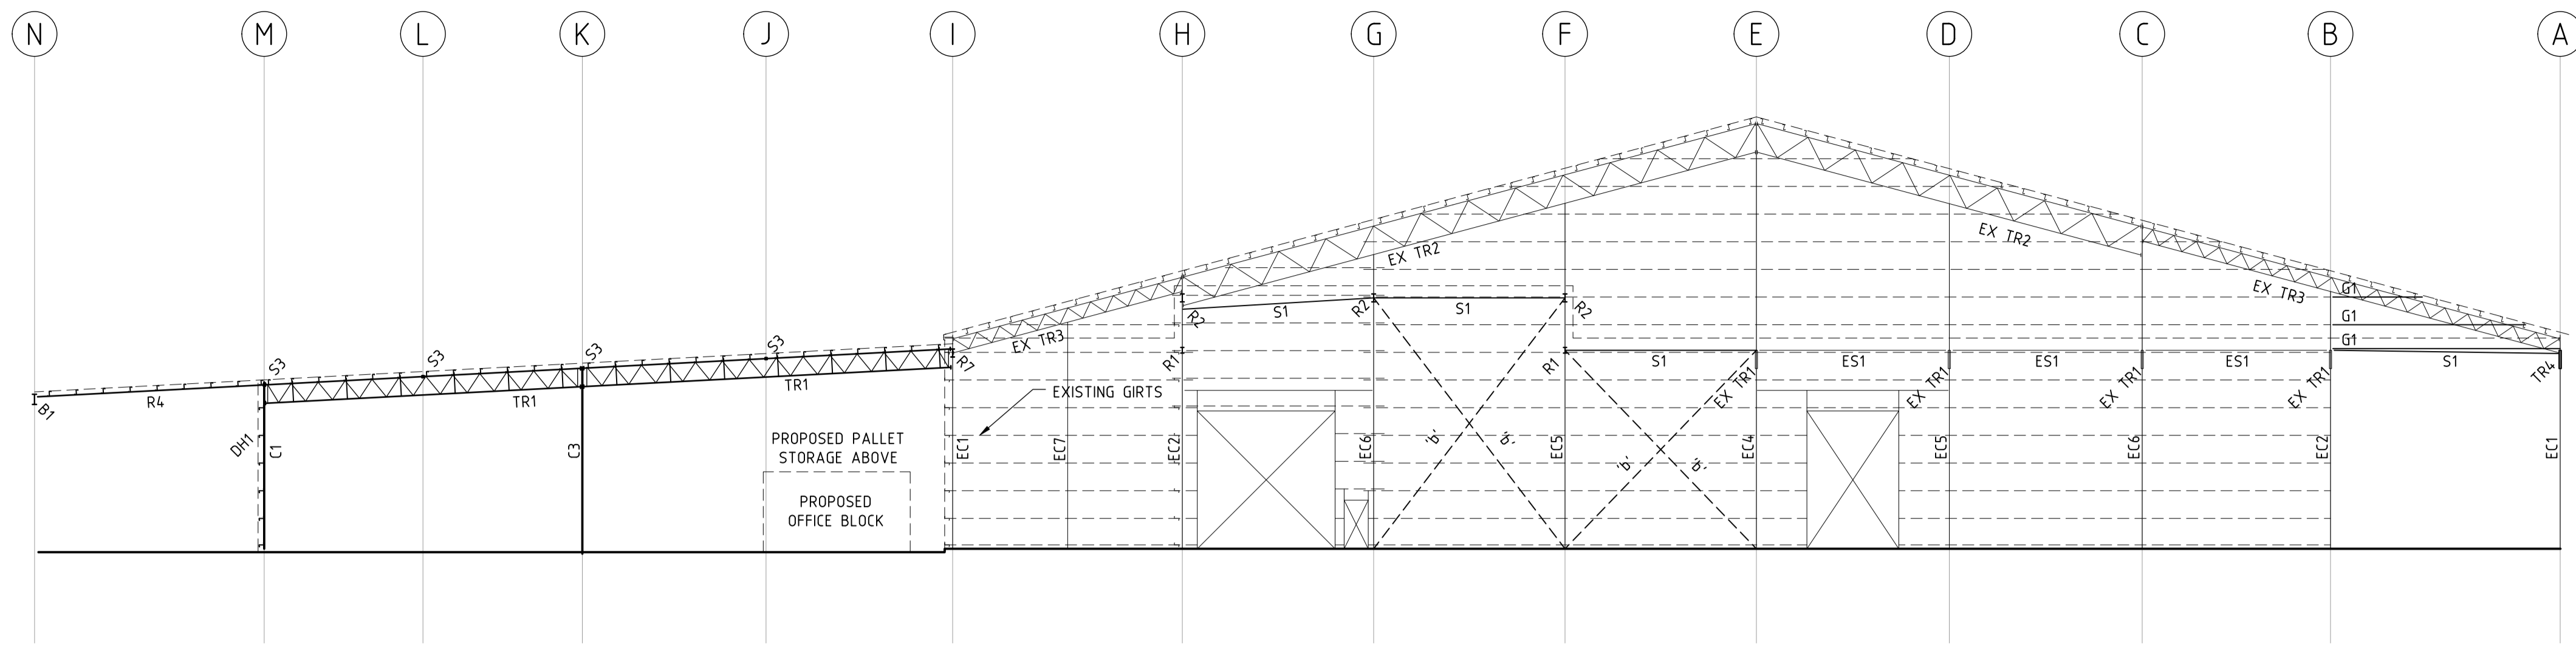 N M L K J I H G F E D C B A
EX TR2
EX TR2
EX TR3
G1
R2
S1
R2
S1
R2
G1
EX TR3
G1
S3
S3
S3
S3
R7
R1
R1
S1
ES1
ES1
ES1
S1
TR4
TR1
TR1
R4
B1
EX TR1
EX TR1
EX TR1
EX TR1
EXISTING GIRTS
DH1
C1
C3
PROPOSED PALLET
STORAGE ABOVE
EC1
EC7
EC2
EC6
'b'
'b'
EC5
'b'
'b'
EC4
EC5
EC6
EC2
EC1
PROPOSED
OFFICE BLOCK